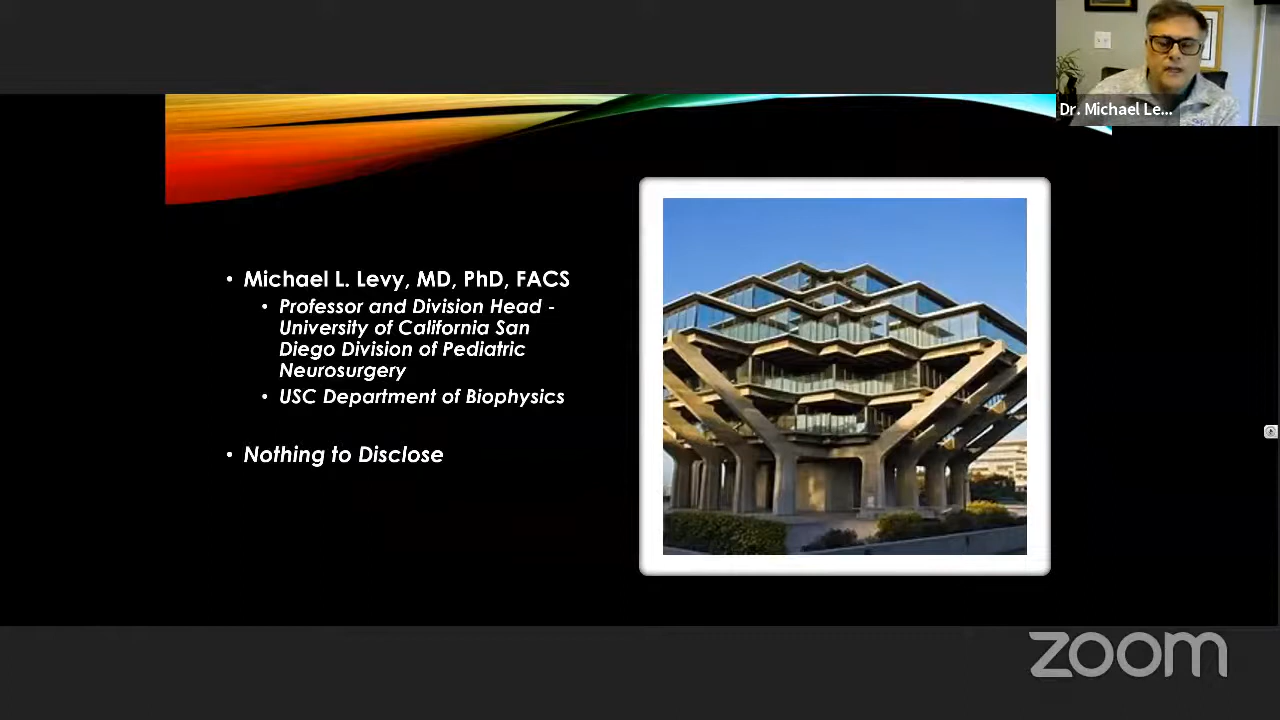 Dr. Michael Le...
• Michael L. Levy, MD, PhD, FACS
• Professor and Division Head -
University of California San
Diego Division of Pediatric
Neurosurgery
• USC Department of Biophysics
• Nothing to Disclose
zoom